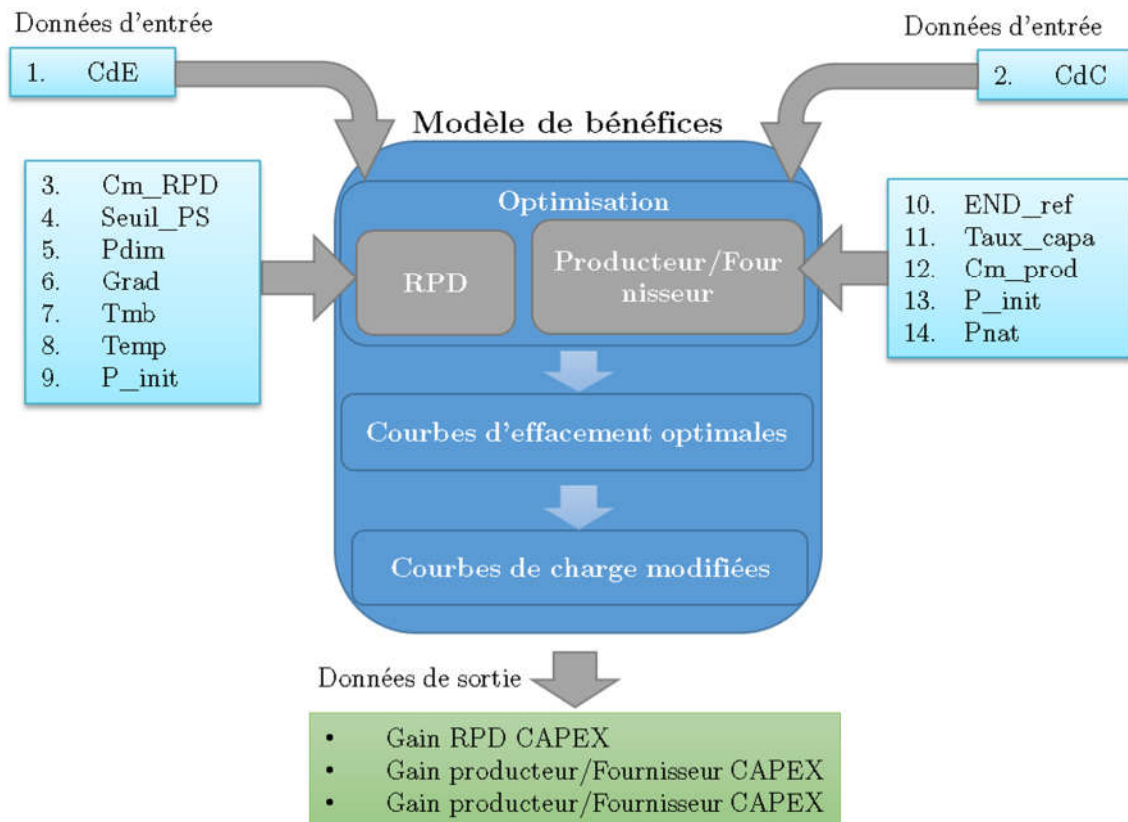 Données d'entrée
1. CdE
Données d'entrée
2. CdC
Modèle de bénéfices
3. Cm_RPD
4. Seuil_PS
5. Pdim
6. Grad
7. Tmb
8. Temp
9. P_init
Optimisation
RPD
Producteur/Four
nisseur
10. END_ref
11. Taux_capa
12. Cm_prod
13. P_init
14. Pnat
Courbes d'effacement optimales
Courbes de charge modifiées
Données de sortie
• Gain RPD CAPEX
• Gain producteur/Fournisseur CAPEX
• Gain producteur/Fournisseur CAPEX